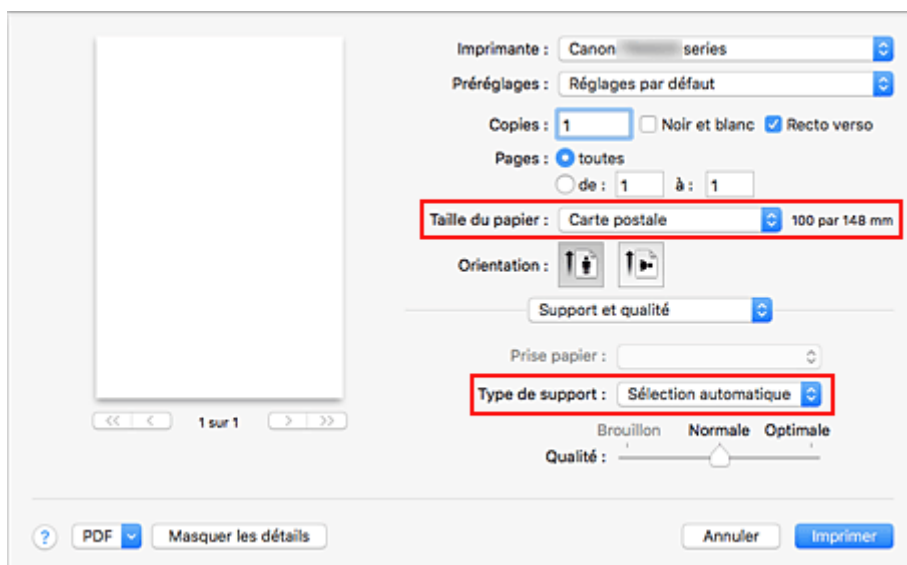 Imprimante : Canon series
Préréglages : Réglages par défaut
Copies : 1 Noir et blanc Recto verso
Pages : toutes
de : 1 à : 1
Taille du papier : Carte postale 100 par 148 mm
Orientation :
Support et qualité
Prise papier :
Type de support : Sélection automatique
Brouillon Normale Optimale
Qualité :
<< < 1 sur 1 > >>
? PDF Masquer les détails Annuler Imprimer